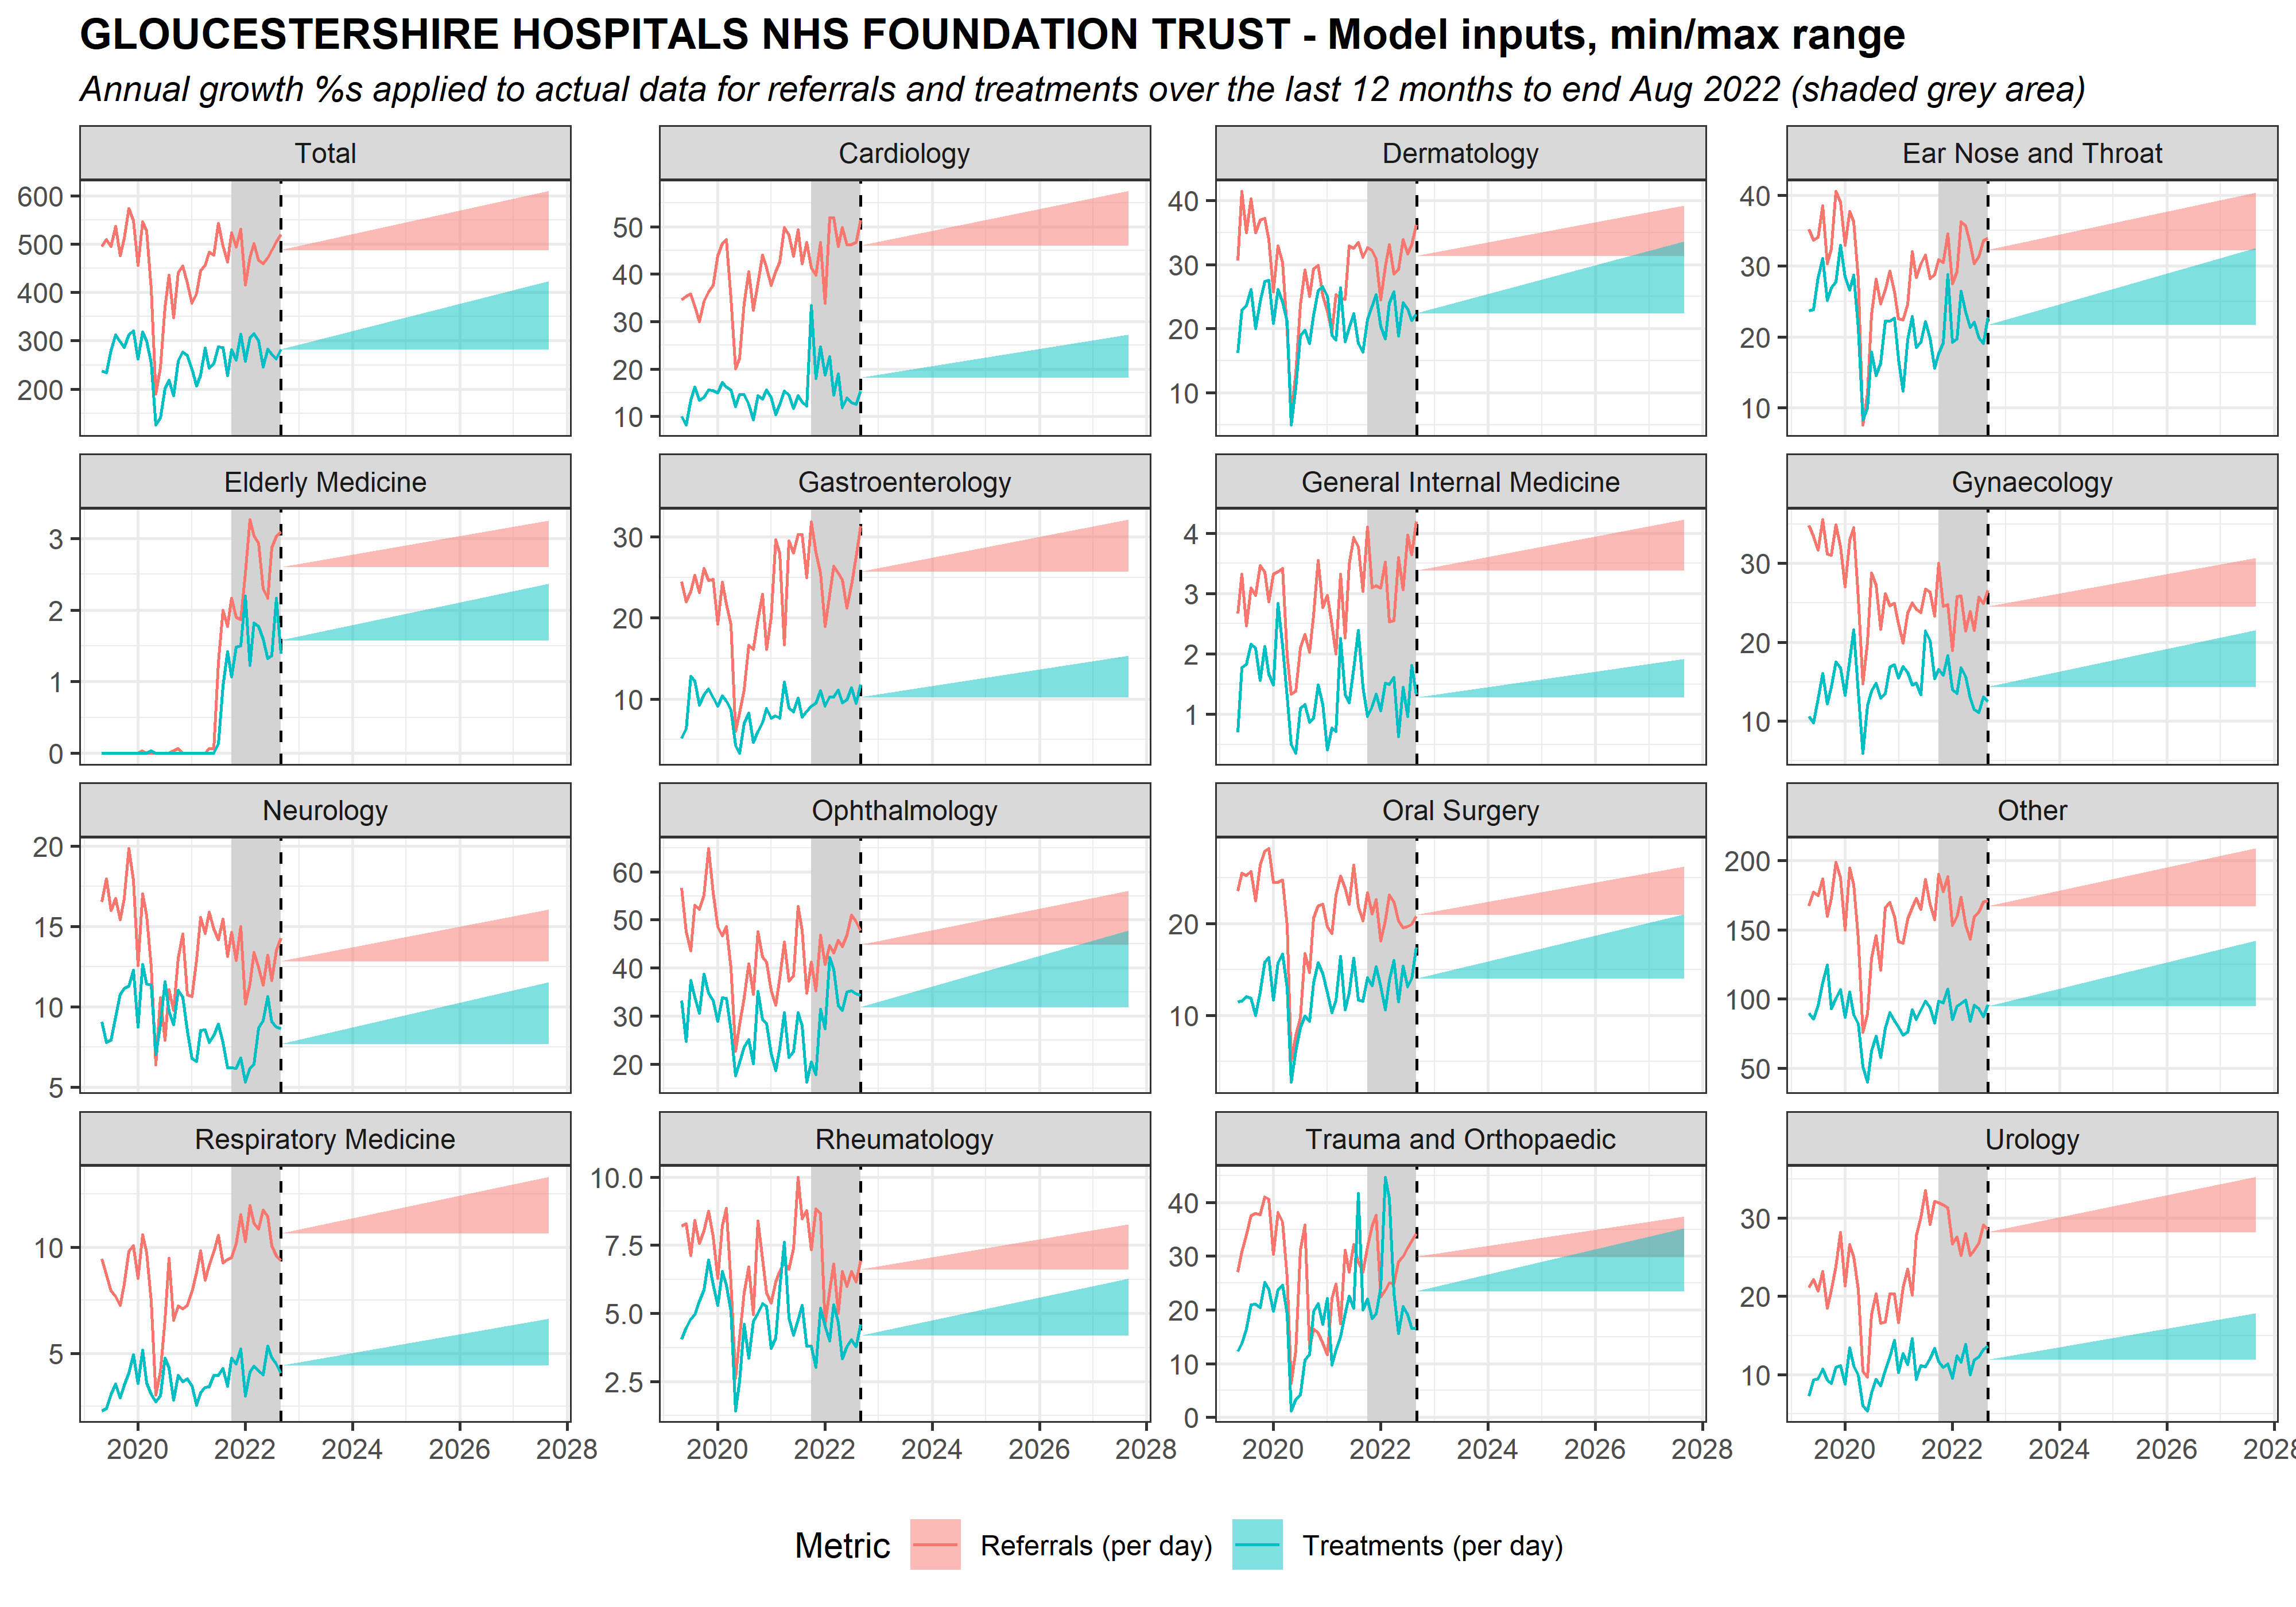 GLOUCESTERSHIRE HOSPITALS NHS FOUNDATION TRUST - Model inputs, min/max range
Annual growth %s applied to actual data for referrals and treatments over the last 12 months to end Aug 2022 (shaded grey area)
Total
600
500
400
300
200
Cardiology
50
40
30
20
10
Dermatology
40
30
20
10
Ear Nose and Throat
40
30
20
10
Elderly Medicine
3
2
1
0
Gastroenterology
30
20
10
General Internal Medicine
4
3
2
1
Gynaecology
30
20
10
Neurology
20
15
10
5
Ophthalmology
60
50
40
30
20
Oral Surgery
20
10
Other
200
150
100
50
Respiratory Medicine
10
5
2020 2022 2024 2026 2028
Rheumatology
10.0
7.5
5.0
2.5
2020 2022 2024 2026 2028
Trauma and Orthopaedic
40
30
20
10
0
2020 2022 2024 2026 2028
Urology
30
20
10
2020 2022 2024 2026 2028
Metric Referrals (per day) Treatments (per day)